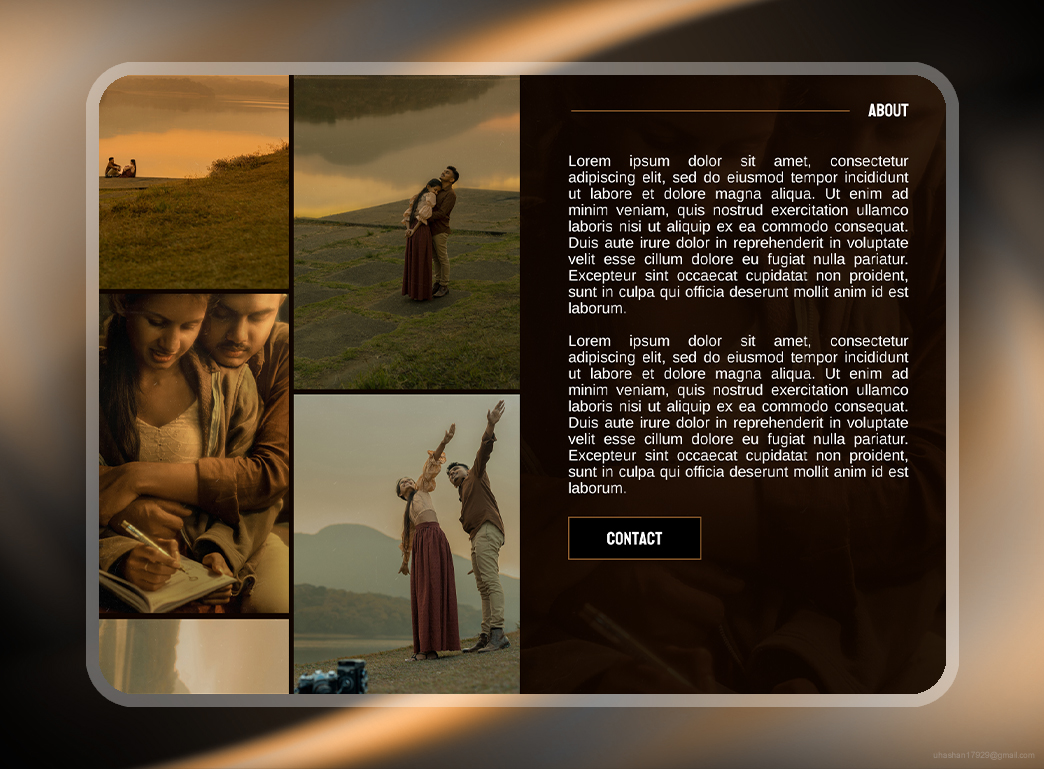 ABOUT
Lorem ipsum dolor sit amet, consectetur
adipiscing elit, sed do eiusmod tempor incididunt
ut labore et dolore magna aliqua. Ut enim ad
minim veniam, quis nostrud exercitation ullamco
laboris nisi ut aliquip ex ea commodo consequat.
Duis aute irure dolor in reprehenderit in voluptate
velit esse cillum dolore eu fugiat nulla pariatur.
Excepteur sint occaecat cupidatat non proident,
sunt in culpa qui officia deserunt mollit anim id est
laborum.
Lorem ipsum dolor sit amet, consectetur
adipiscing elit, sed do eiusmod tempor incididunt
ut labore et dolore magna aliqua. Ut enim ad
minim veniam, quis nostrud exercitation ullamco
laboris nisi ut aliquip ex ea commodo consequat.
Duis aute irure dolor in reprehenderit in voluptate
velit esse cillum dolore eu fugiat nulla pariatur.
Excepteur sint occaecat cupidatat non proident,
sunt in culpa qui officia deserunt mollit anim id est
laborum.
CONTACT